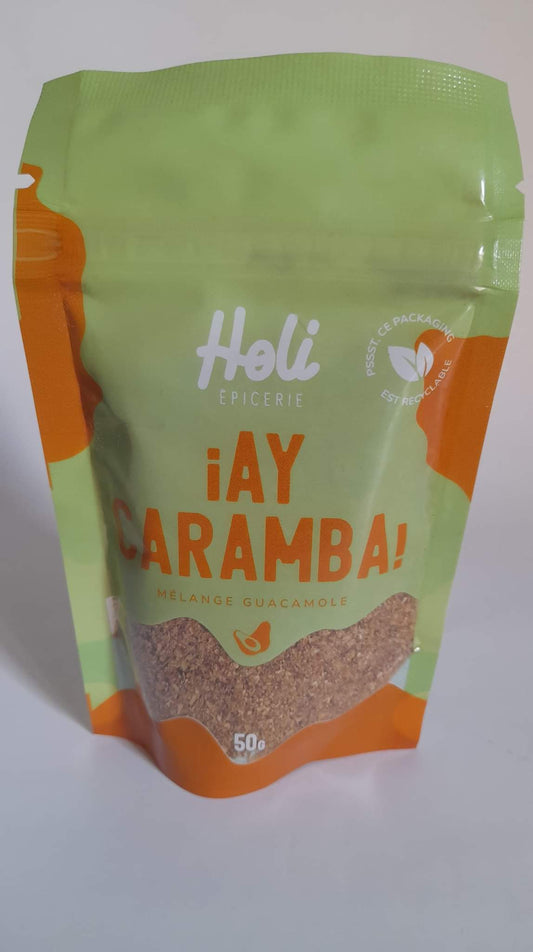 Holi
ÉPICERIE
PSSST. CE PACKAGING
EST RECYCLABLE
¡AY
CARAMBA!
MÉLANGE GUACAMOLE
50G